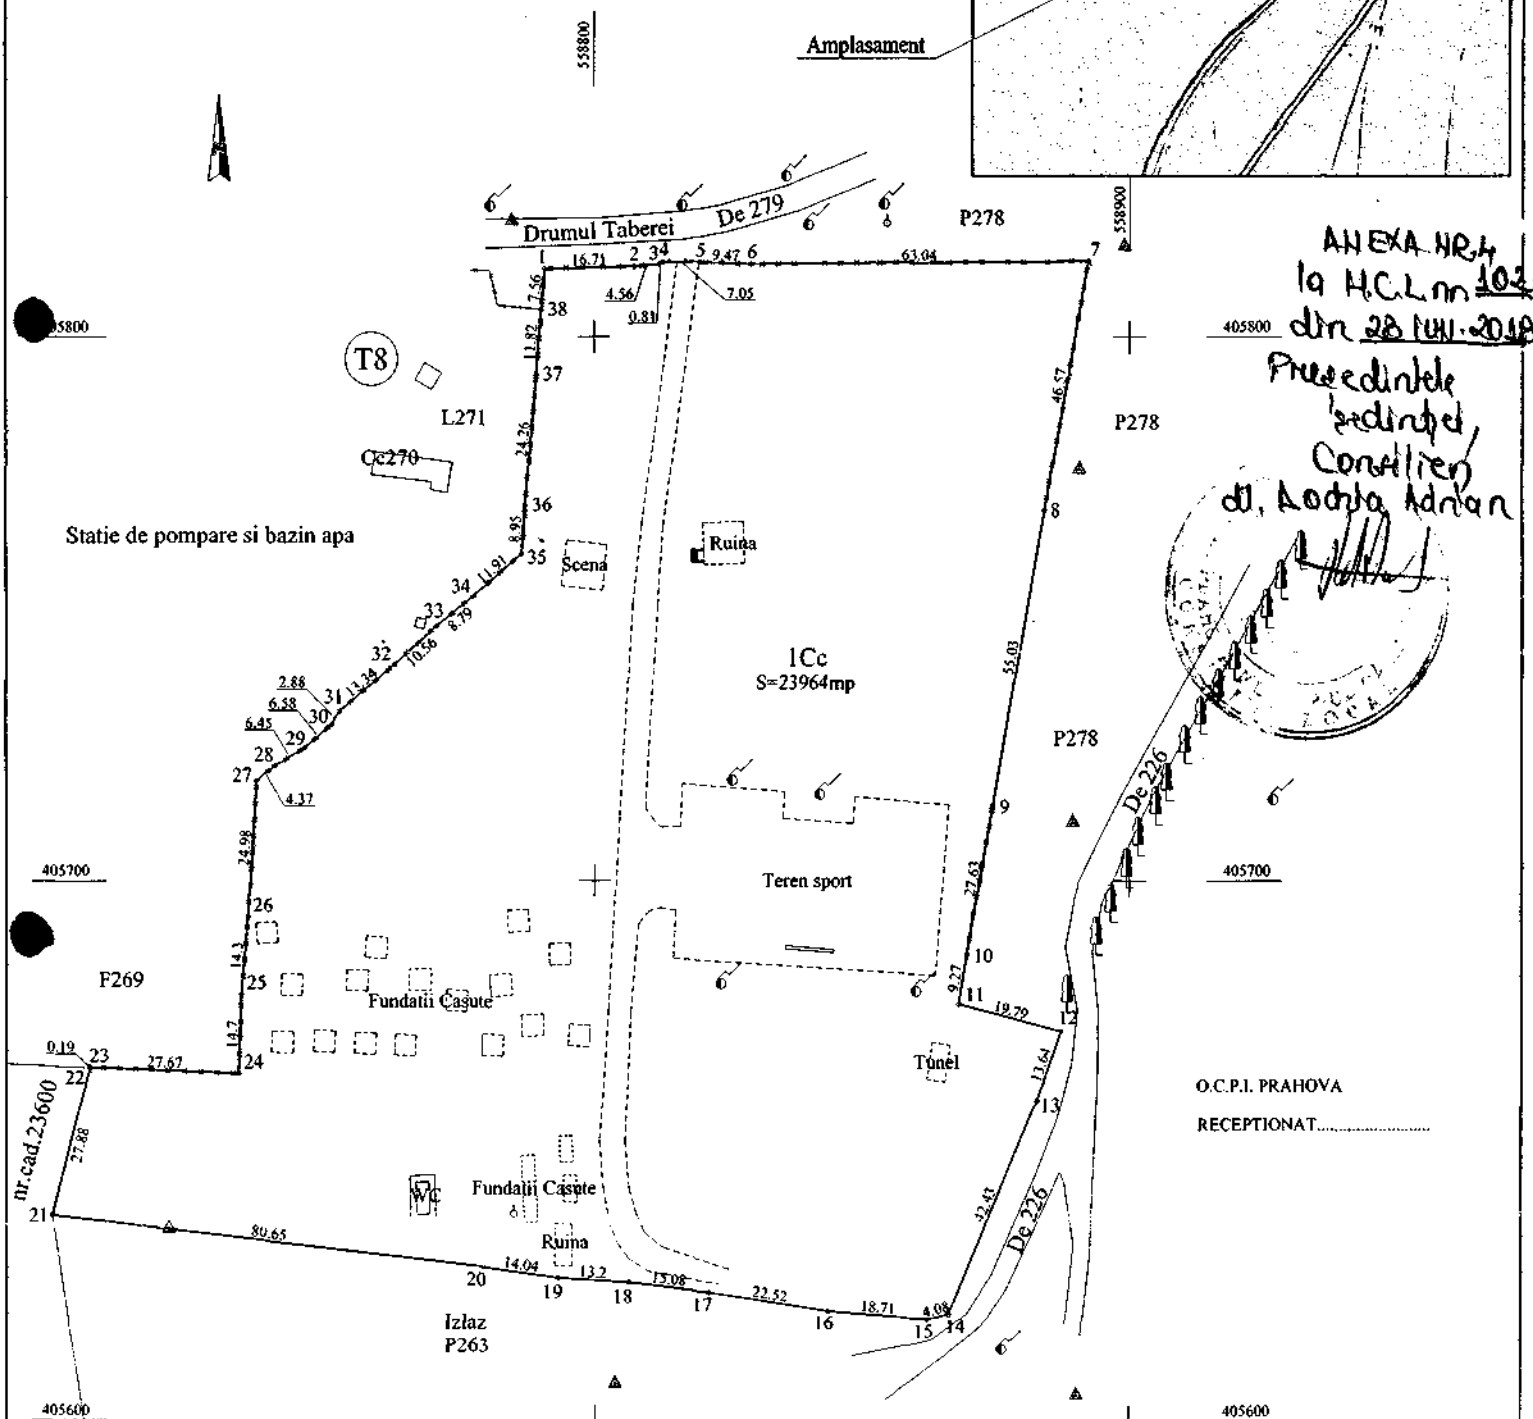 558800
Amplasament
558900
De 279
Drumul Taberei
P278
ANEXA NR.4
la H.C.L. nr 102
din 28 IUN. 2018
Presedintele
sedintei,
Consilier,
dl. Adrian
1
16.71
2
3
4
5
9.47
6
63.04
7
4.56
0.81
7.05
7.56
38
11.82
37
405800
405800
T8
L271
46.57
P278
24.26
Cc270
36
8
Statie de pompare si bazin apa
8.95
35
Scena
Ruina
11.91
34
33
8.79
10.56
32
13.34
55.03
1Cc
S=23964mp
2.88
31
6.58
30
6.45
29
28
27
4.37
P278
De 226
9
24.98
405700
405700
Teren sport
27.63
26
14.3
10
F269
25
9.27
11
Fundatii Casute
19.79
12
14.7
0.19
23
27.67
24
22
Tunel
13.64
13
O.C.P.I. PRAHOVA
RECEPTIONAT..............................
nr.cad.23600
27.88
WC
Fundatii Casute
42.43
De 226
21
80.65
Ruina
14.04
20
19
13.2
18
15.08
17
22.52
16
18.71
4.08
15
14
Izlaz
P263
405600
405600